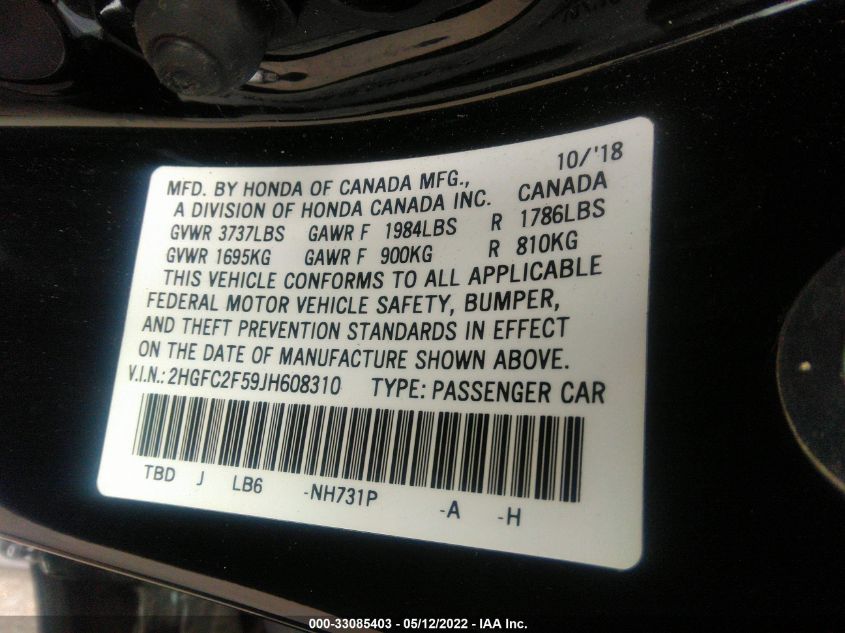 10/'18
MFD. BY HONDA OF CANADA MFG.,
A DIVISION OF HONDA CANADA INC. CANADA
GVWR 3737LBS GAWR F 1984LBS R 1786LBS
GVWR 1695KG GAWR F 900KG R 810KG
THIS VEHICLE CONFORMS TO ALL APPLICABLE
FEDERAL MOTOR VEHICLE SAFETY, BUMPER,
AND THEFT PREVENTION STANDARDS IN EFFECT
ON THE DATE OF MANUFACTURE SHOWN ABOVE.
V.I.N.: 2HGFC2F59JH608310 TYPE: PASSENGER CAR
TBD J LB6 -NH731P -A -H
000-33085403 - 05/12/2022 - IAA Inc.